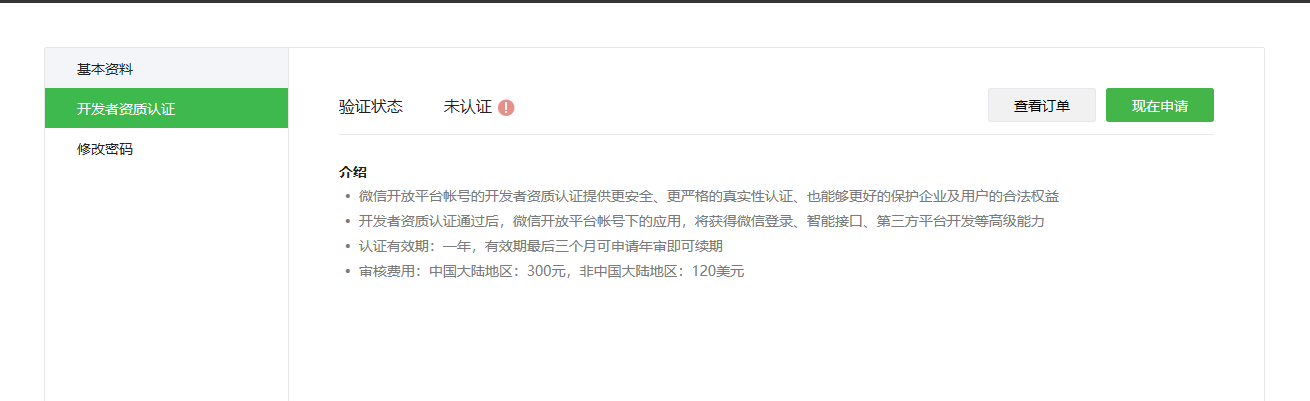 基本资料
开发者资质认证
修改密码
验证状态 未认证 !
查看订单 现在申请
介绍
• 微信开放平台帐号的开发者资质认证提供更安全、更严格的真实性认证、也能够更好的保护企业及用户的合法权益
• 开发者资质认证通过后，微信开放平台帐号下的应用，将获得微信登录、智能接口、第三方平台开发等高级能力
• 认证有效期：一年，有效期最后三个月可申请年审即可续期
• 审核费用：中国大陆地区：300元，非中国大陆地区：120美元